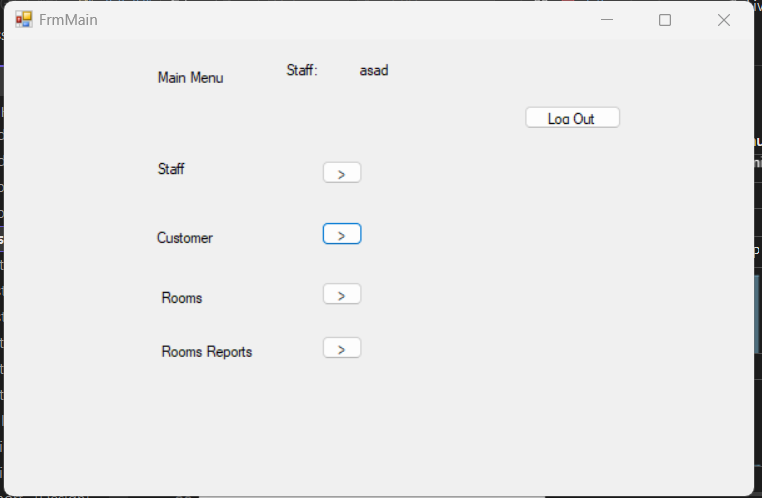 FrmMain
Main Menu
Staff:
asad
Log Out
Staff
>
Customer
>
Rooms
>
Rooms Reports
>